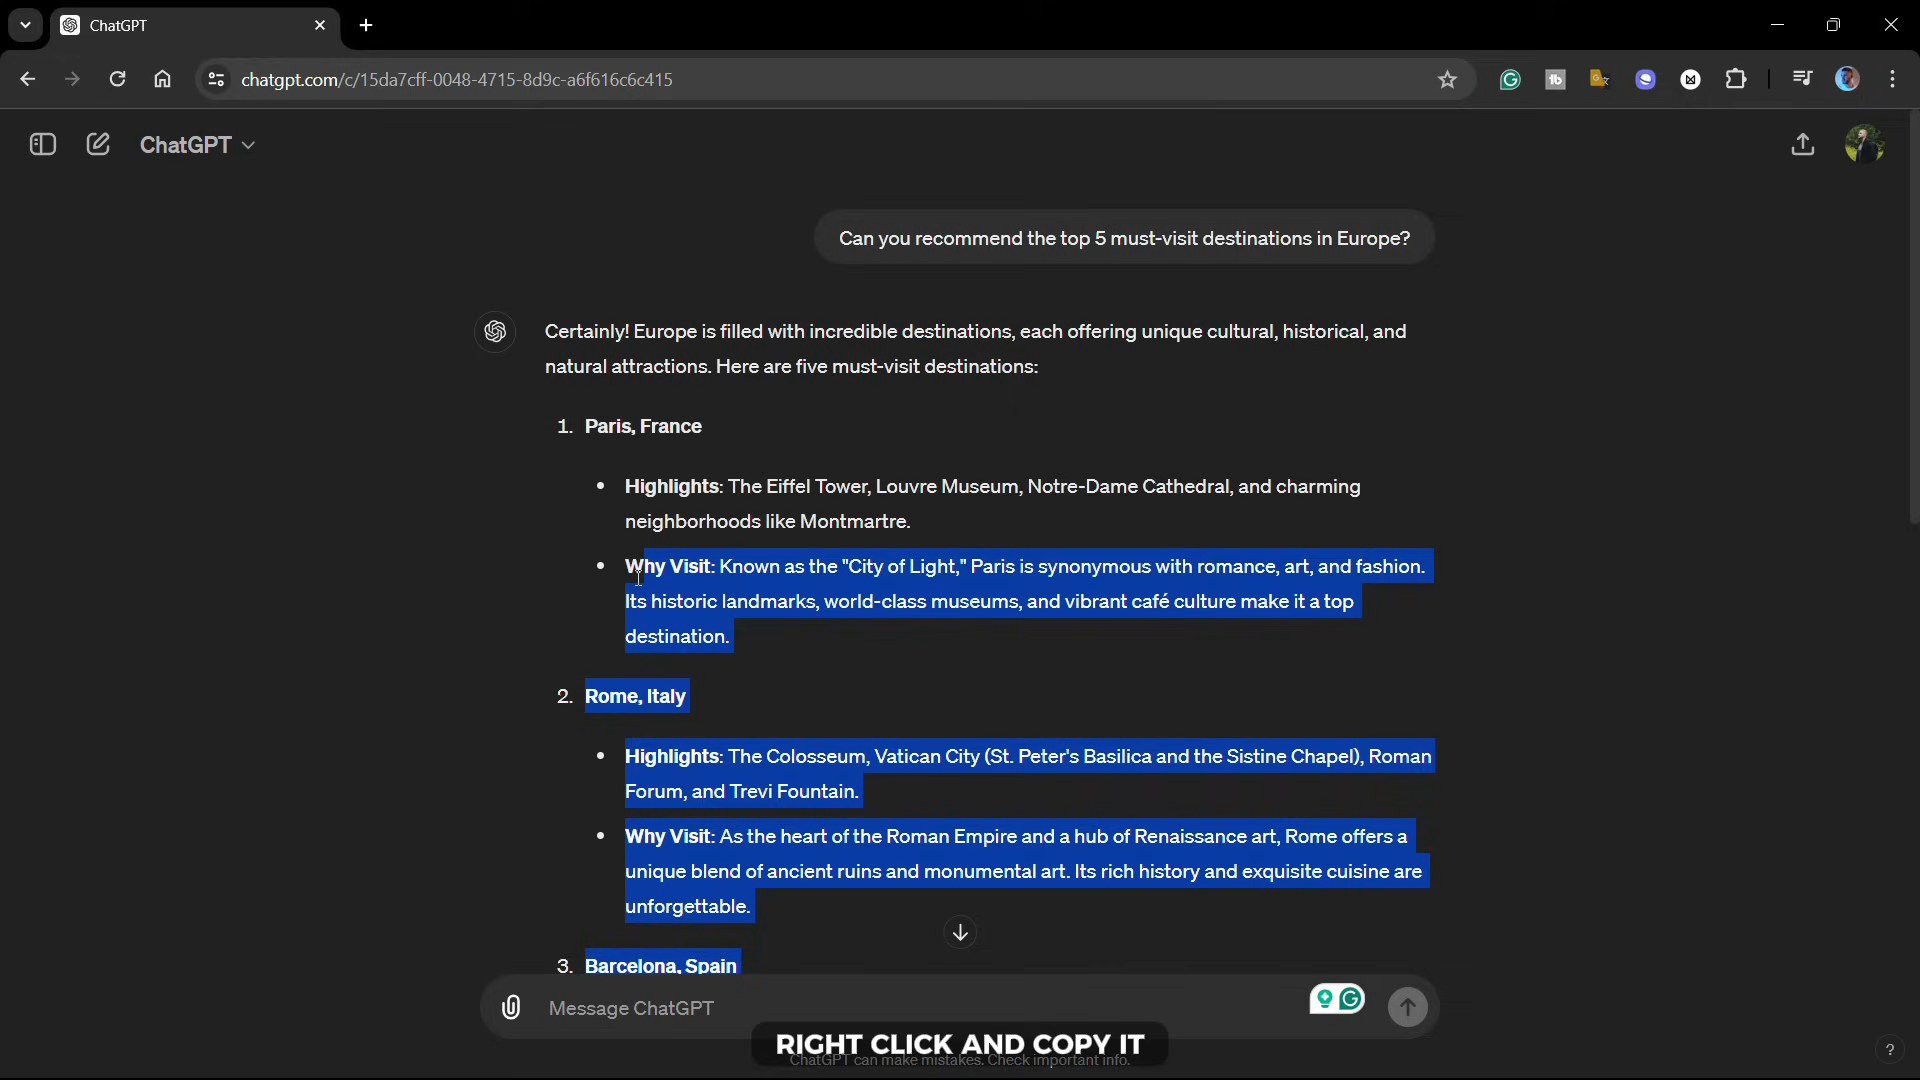 ChatGPT
chatgpt.com/c/15da7cff-0048-4715-8d9c-a6f616c6c415
ChatGPT
Can you recommend the top 5 must-visit destinations in Europe?
Certainly! Europe is filled with incredible destinations, each offering unique cultural, historical, and
natural attractions. Here are five must-visit destinations:
1. Paris, France
• Highlights: The Eiffel Tower, Louvre Museum, Notre-Dame Cathedral, and charming
neighborhoods like Montmartre.
• Why Visit: Known as the "City of Light," Paris is synonymous with romance, art, and fashion.
Its historic landmarks, world-class museums, and vibrant café culture make it a top
destination.
2. Rome, Italy
• Highlights: The Colosseum, Vatican City (St. Peter's Basilica and the Sistine Chapel), Roman
Forum, and Trevi Fountain.
• Why Visit: As the heart of the Roman Empire and a hub of Renaissance art, Rome offers a
unique blend of ancient ruins and monumental art. Its rich history and exquisite cuisine are
unforgettable.
3. Barcelona, Spain
Message ChatGPT
RIGHT CLICK AND COPY IT
ChatGPT can make mistakes. Check important info.
?